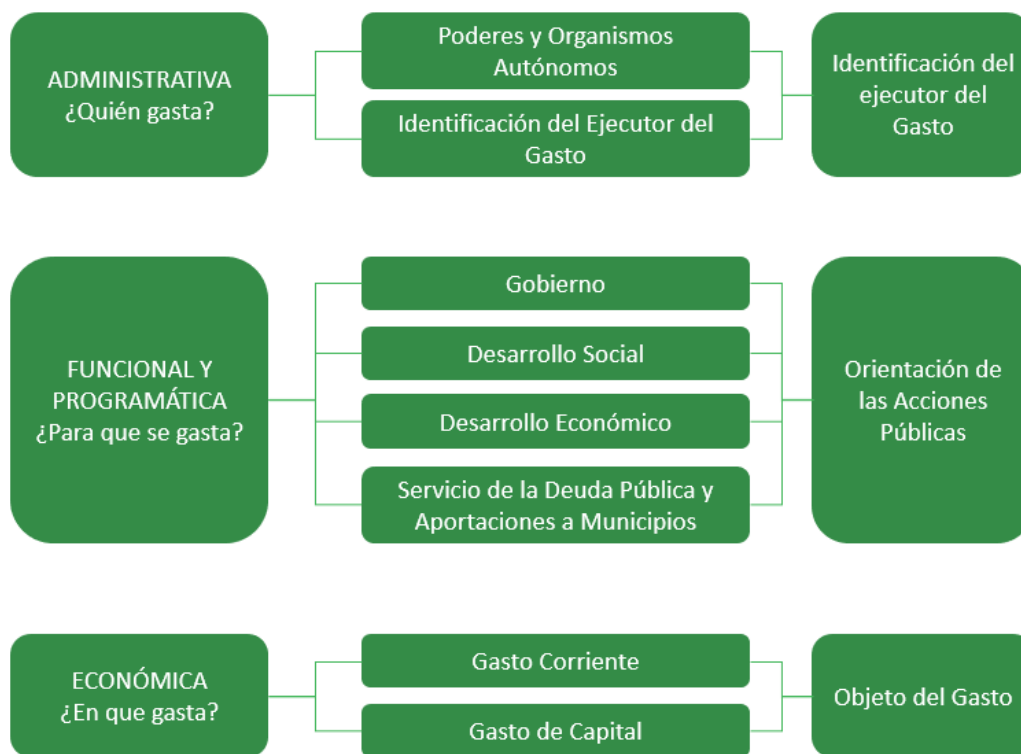 ADMINISTRATIVA
¿Quién gasta?
Poderes y Organismos
Autónomos
Identificación del Ejecutor del
Gasto
Identificación del
ejecutor del
Gasto
FUNCIONAL Y
PROGRAMÁTICA
¿Para que se gasta?
Gobierno
Desarrollo Social
Desarrollo Económico
Servicio de la Deuda Pública y
Aportaciones a Municipios
Orientación de
las Acciones
Públicas
ECONÓMICA
¿En que gasta?
Gasto Corriente
Gasto de Capital
Objeto del Gasto